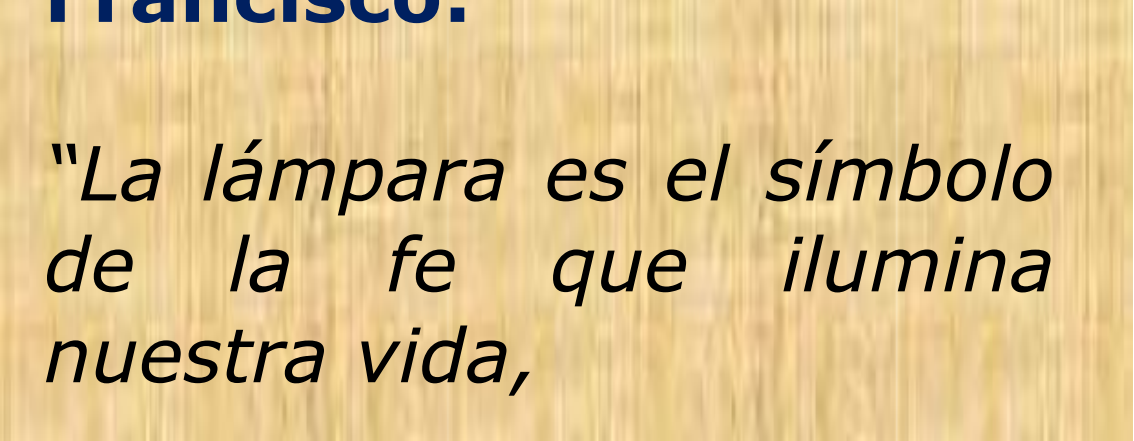 Francisco:
“La lámpara es el símbolo
de la fe que ilumina
nuestra vida,